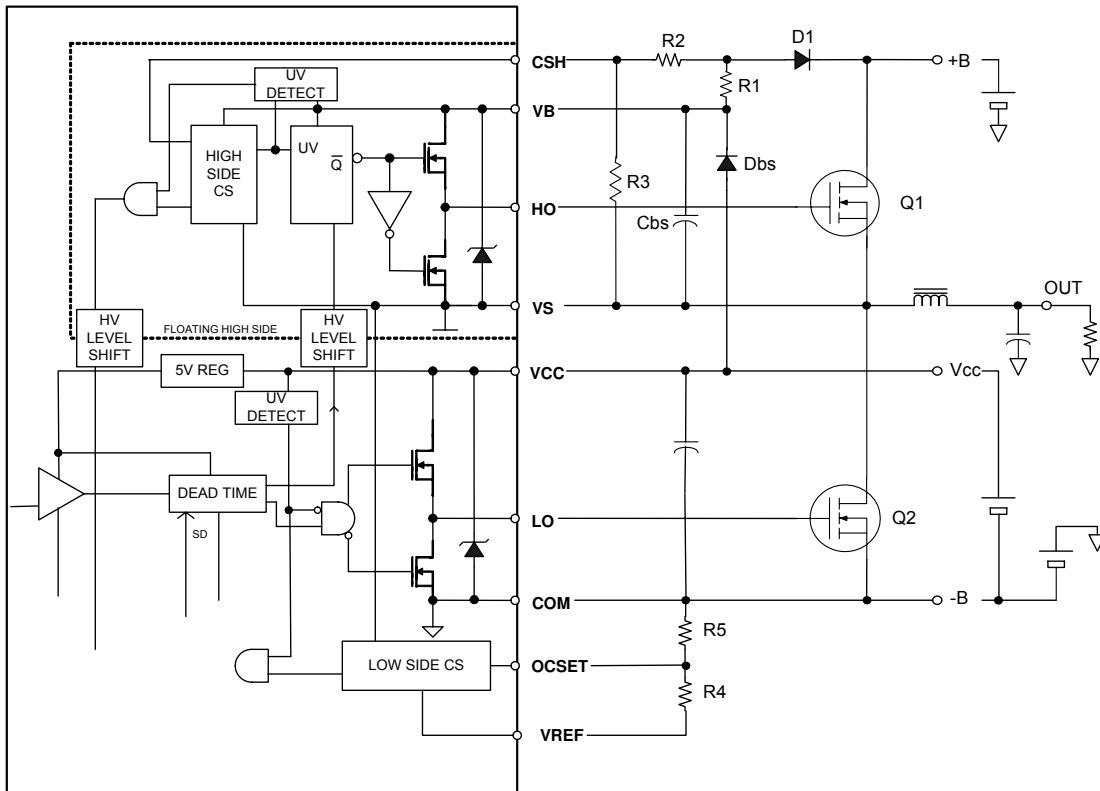 CSH
R2
D1
+B
UV
DETECT
R1
VB
HIGH
SIDE
CS
UV
Q
Dbs
R3
HO
Q1
Cbs
VS
OUT
HV
LEVEL
SHIFT
FLOATING HIGH SIDE
HV
LEVEL
SHIFT
5V REG
VCC
Vcc
UV
DETECT
DEAD TIME
LO
Q2
SD
COM
-B
R5
LOW SIDE CS
OCSET
R4
VREF